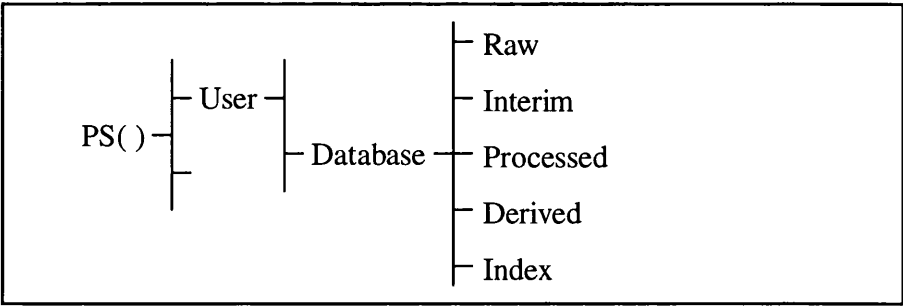 PS( )
User
Database
Raw
Interim
Processed
Derived
Index